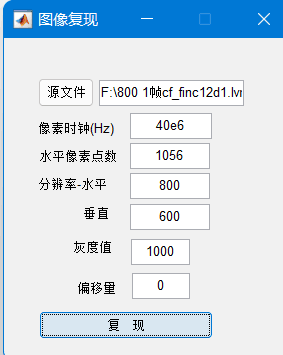 图像复现
源文件 F:\800 1帧cf_finc12d1.lvr
像素时钟(Hz) 40e6
水平像素点数 1056
分辨率-水平 800
垂直 600
灰度值 1000
偏移量 0
复 现